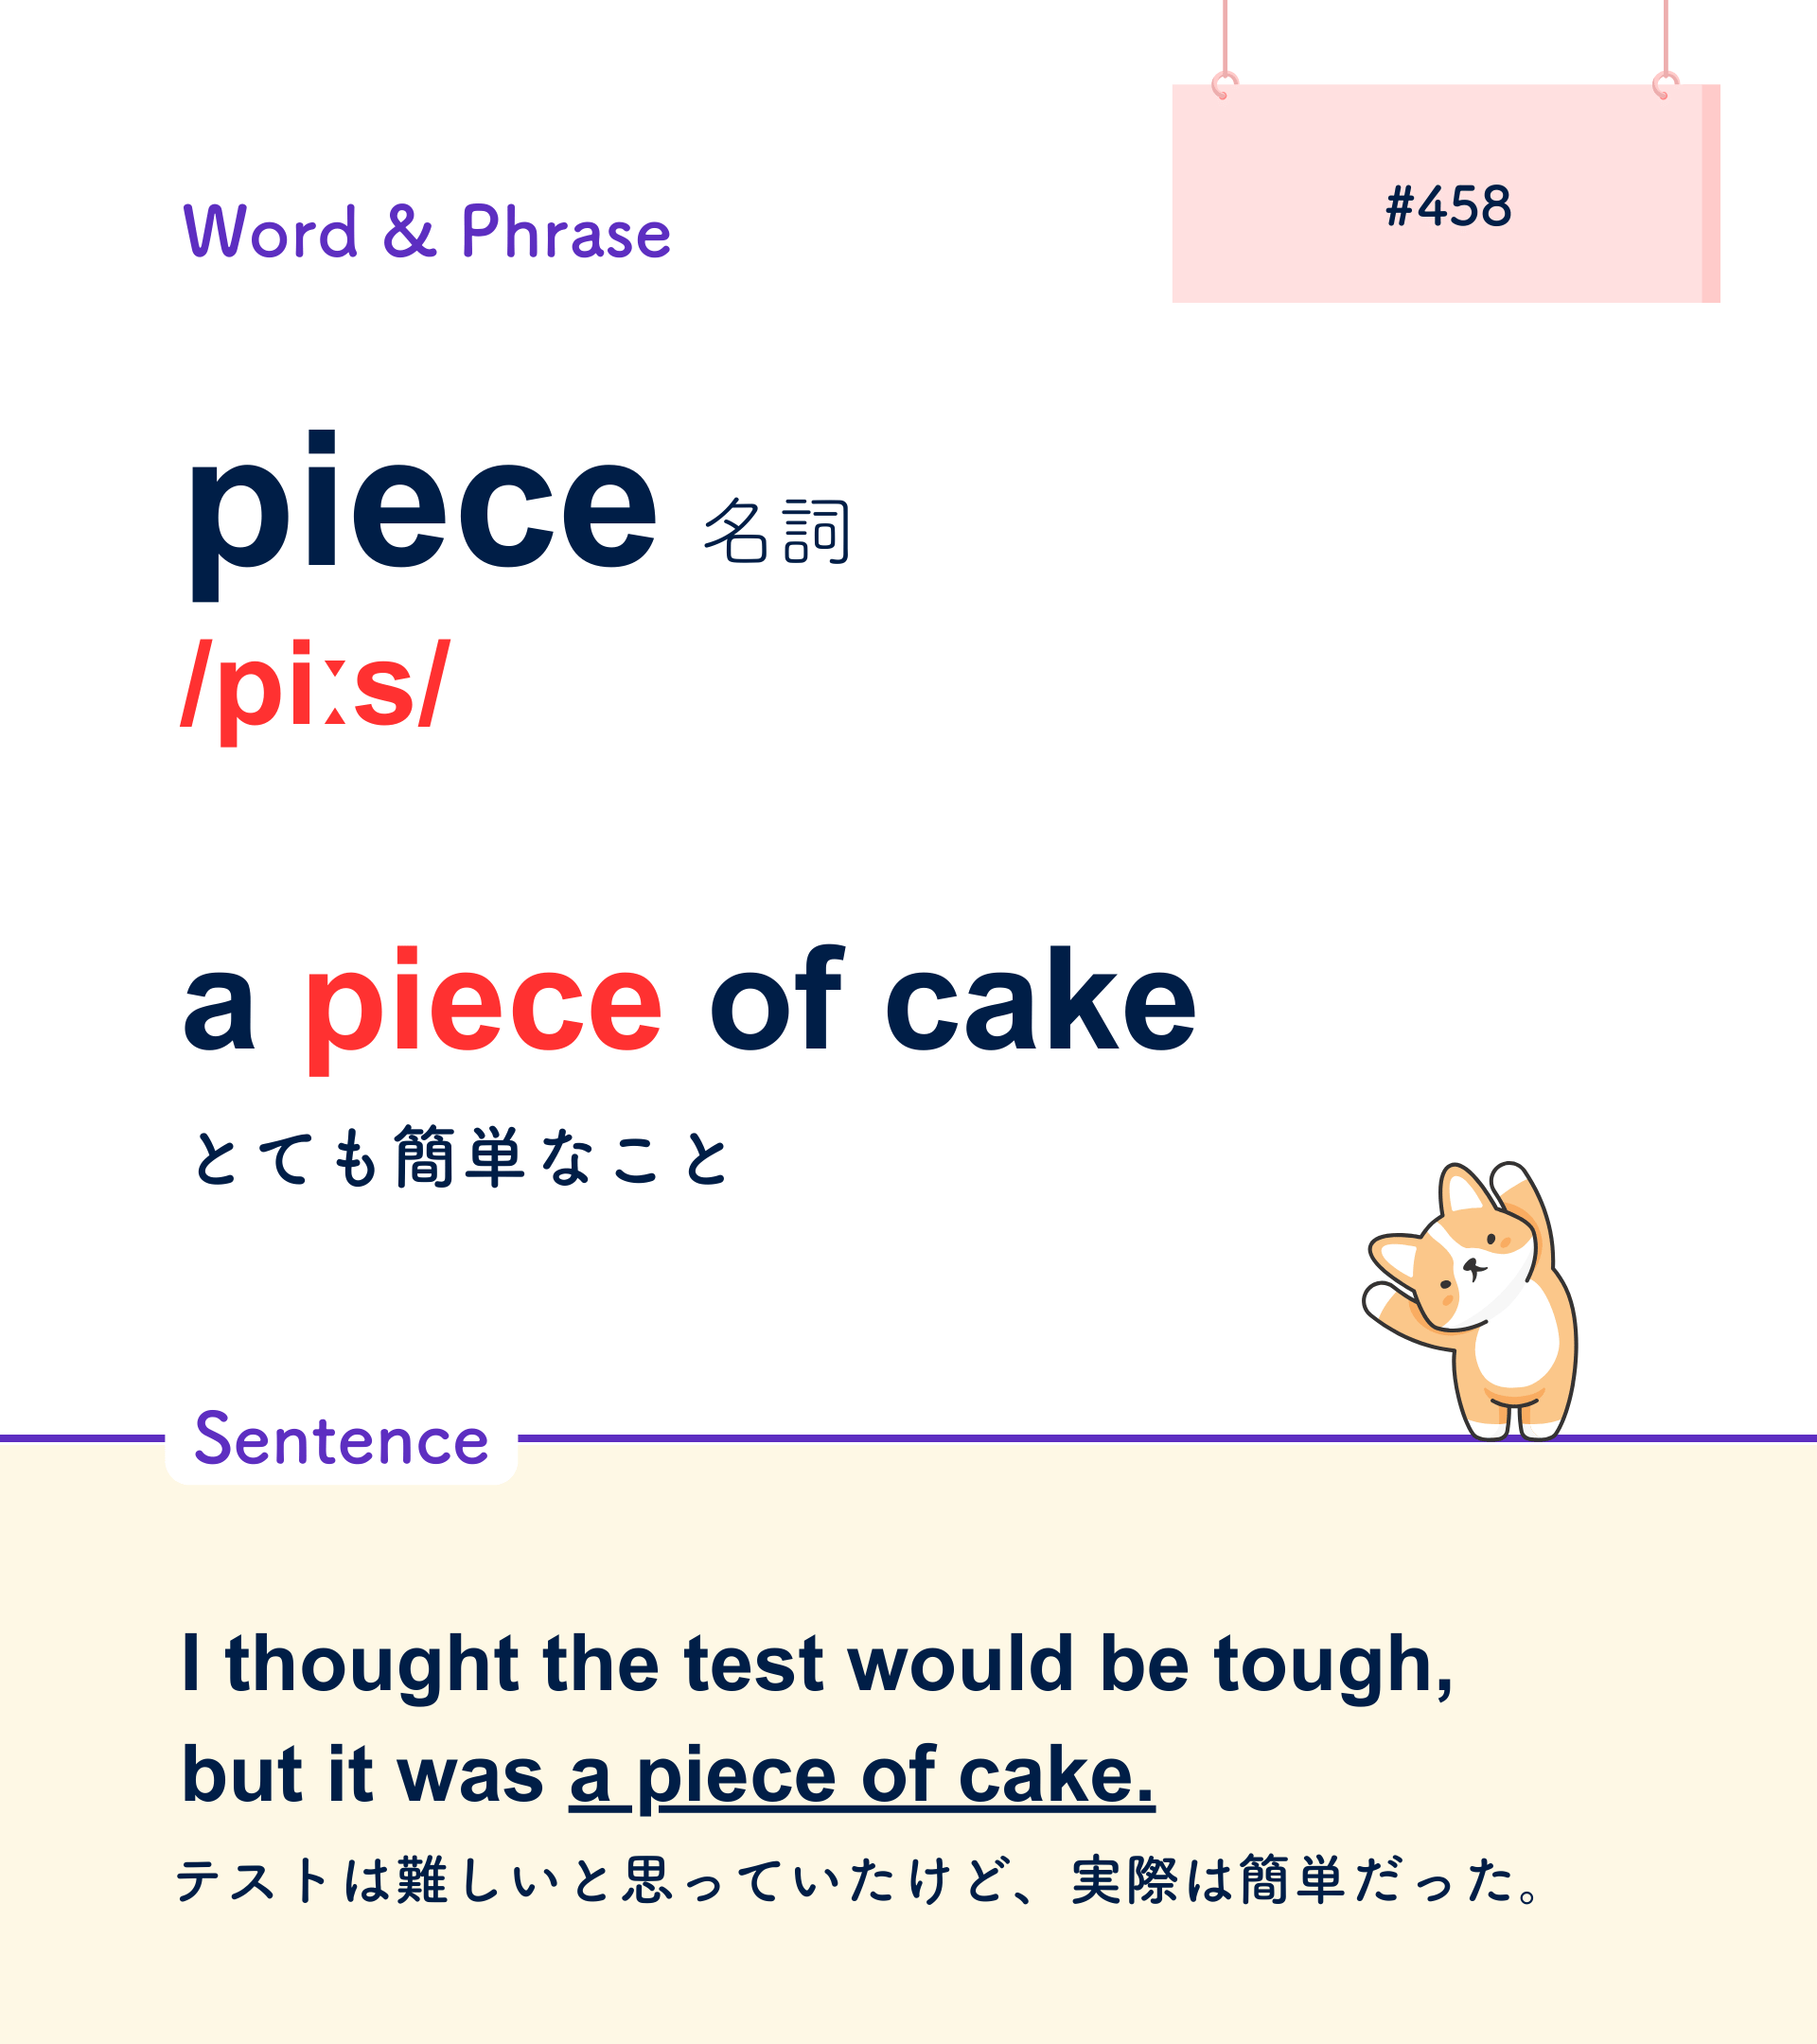 #458
Word & Phrase
piece 名詞
/piːs/
a piece of cake
とても簡単なこと
Sentence
I thought the test would be tough,
but it was a piece of cake.
テストは難しいと思っていたけど、実際は簡単だった。